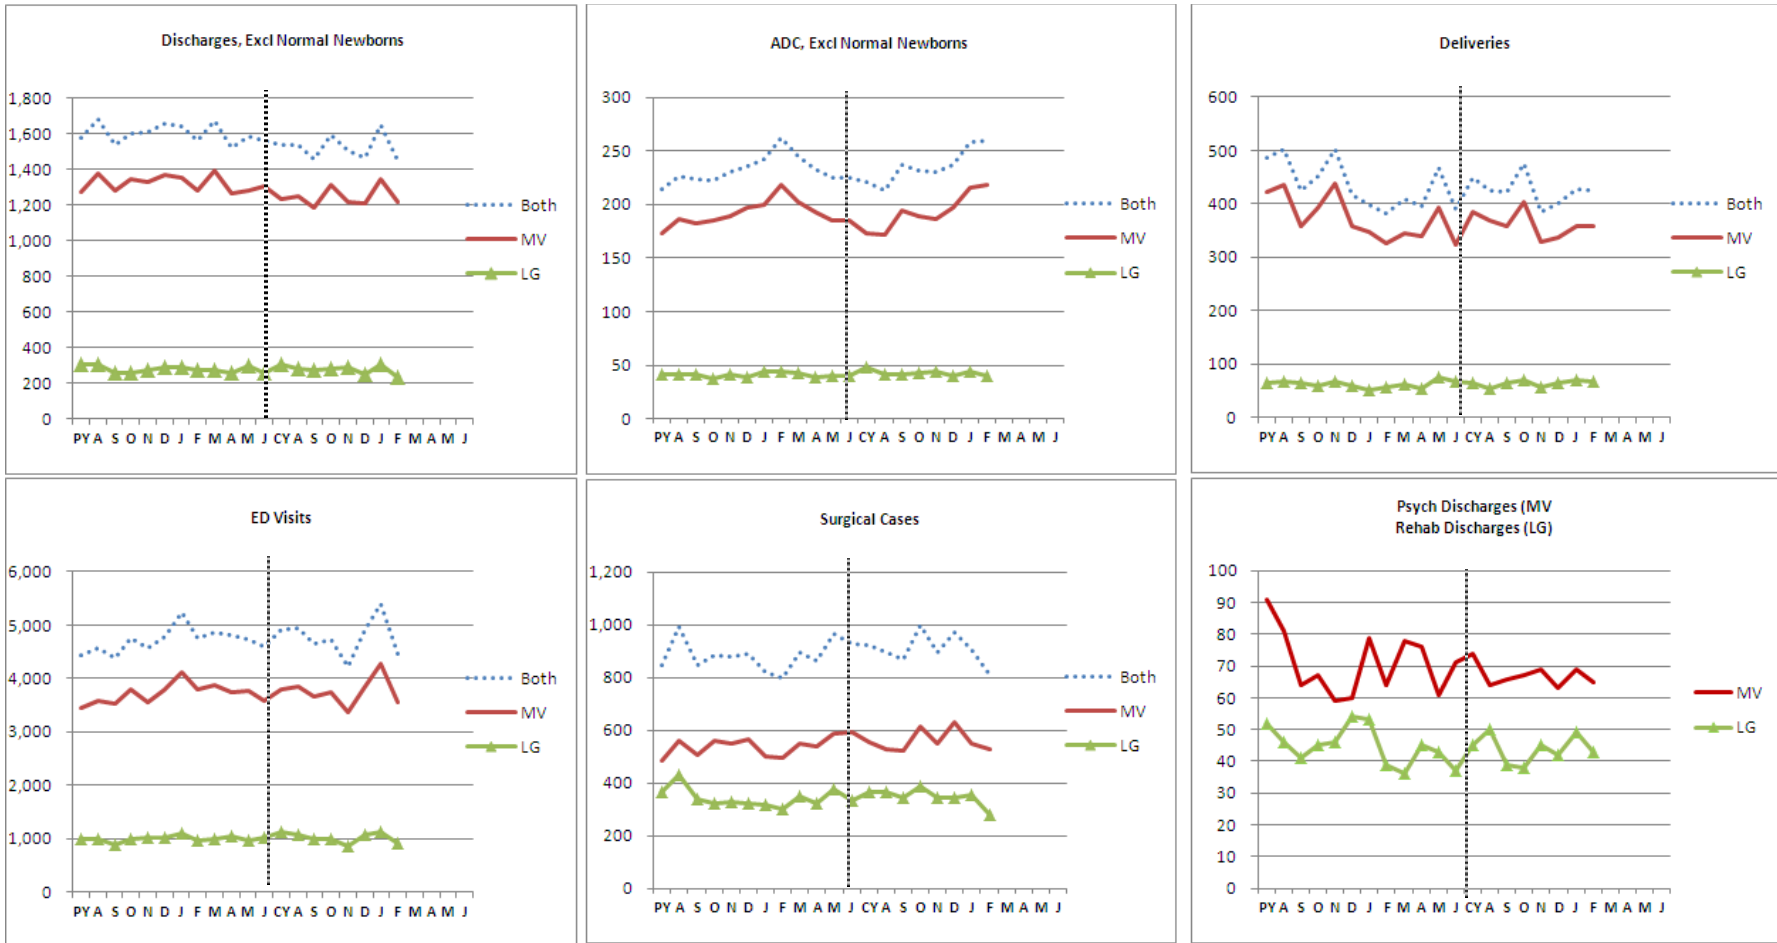 Discharges, Excl Normal Newborns
1,800
1,600
1,400
1,200
1,000
800
600
400
200
0
Both
MV
LG
PY A S O N D J F M A M J CY A S O N D J F M A M J
ADC, Excl Normal Newborns
300
250
200
150
100
50
0
Both
MV
LG
PY A S O N D J F M A M J CY A S O N D J F M A M J
Deliveries
600
500
400
300
200
100
0
Both
MV
LG
PY A S O N D J F M A M J CY A S O N D J F M A M J
ED Visits
6,000
5,000
4,000
3,000
2,000
1,000
0
Both
MV
LG
PY A S O N D J F M A M J CY A S O N D J F M A M J
Surgical Cases
1,200
1,000
800
600
400
200
0
Both
MV
LG
PY A S O N D J F M A M J CY A S O N D J F M A M J
Psych Discharges (MV
Rehab Discharges (LG)
100
90
80
70
60
50
40
30
20
10
0
MV
LG
PY A S O N D J F M A M J CY A S O N D J F M A M J